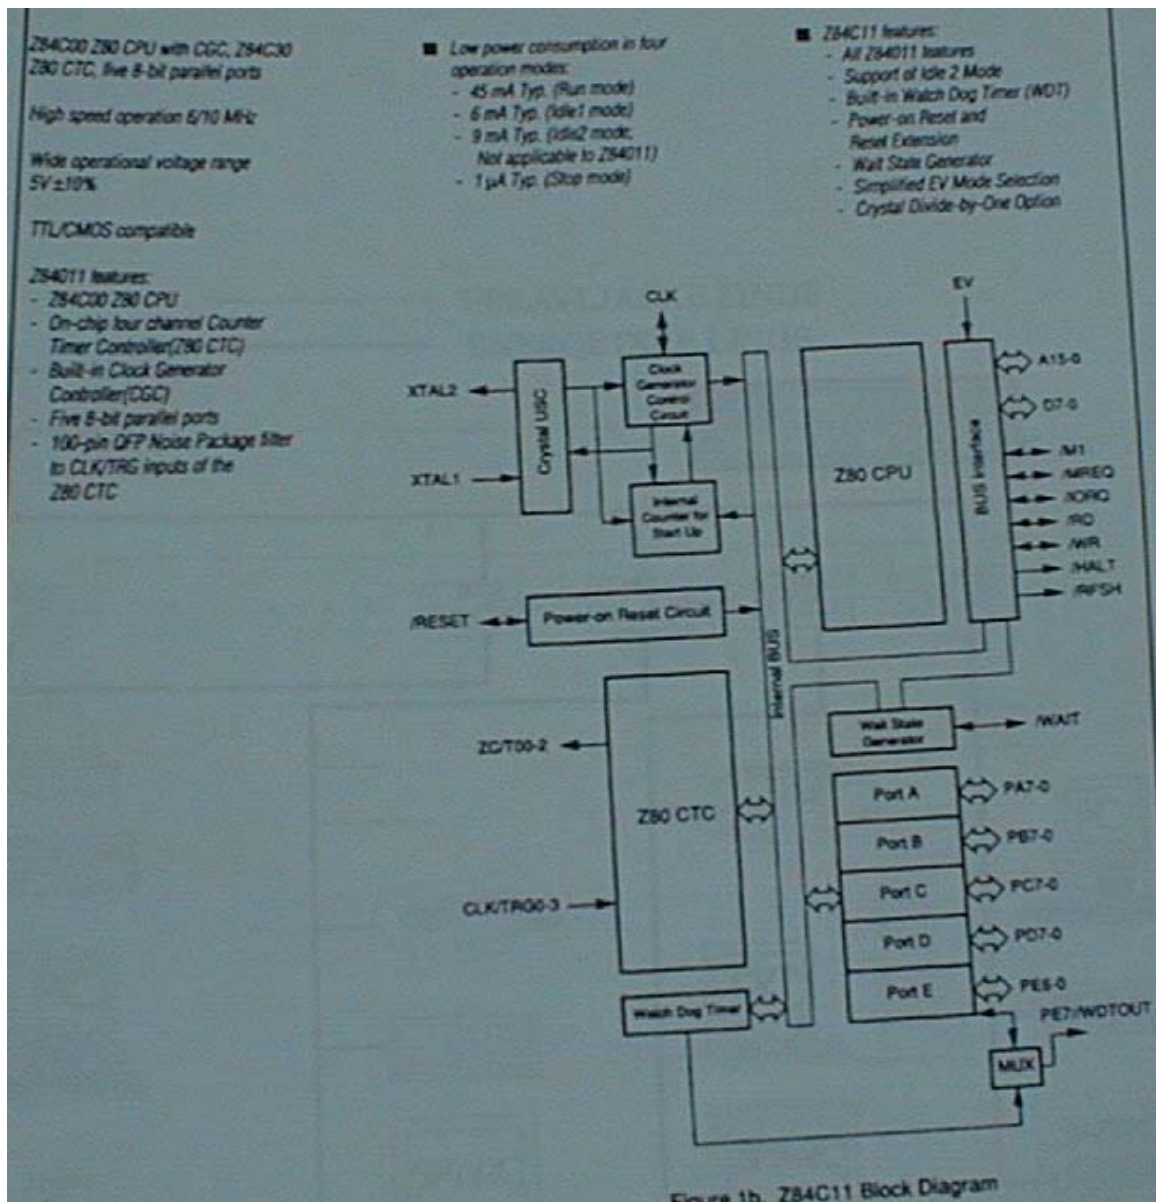 Z84C00 Z80 CPU with CGC, Z84C30
Z80 CTC, five 8-bit parallel ports
High speed operation 6/10 MHz
Wide operational voltage range
5V ±10%
TTL/CMOS compatible
Z84011 features:
- Z84C00 Z80 CPU
- On-chip four channel Counter
Timer Controller(Z80 CTC)
- Built-in Clock Generator
Controller(CGC)
- Five 8-bit parallel ports
- 100-pin QFP Noise Package filter
to CLK/TRG inputs of the
Z80 CTC
■ Low power consumption in four
operation modes:
- 45 mA Typ. (Run mode)
- 6 mA Typ. (Idle1 mode)
- 9 mA Typ. (Idle2 mode;
Not applicable to Z84011)
- 1 µA Typ. (Stop mode)
■ Z84C11 features:
- All Z84011 features
- Support of Idle 2 Mode
- Built-in Watch Dog Timer (WDT)
- Power-on Reset and
Reset Extension
- Wait State Generator
- Simplified EV Mode Selection
- Crystal Divide-by-One Option
CLK
EV
XTAL2
XTAL1
Crystal OSC
Clock
Generator
Control
Circuit
Internal
Counter for
Start Up
Z80 CPU
BUS Interface
A15-0
D7-0
/M1
/MREQ
/IORQ
/RD
/WR
/HALT
/RFSH
/RESET
Power-on Reset Circuit
Internal BUS
ZC/T00-2
Z80 CTC
CLK/TRG0-3
Wait State
Generator
/WAIT
Port A
PA7-0
Port B
PB7-0
Port C
PC7-0
Port D
PD7-0
Port E
PE6-0
Watch Dog Timer
PE7//WDTOUT
MUX
Figure 1b. Z84C11 Block Diagram